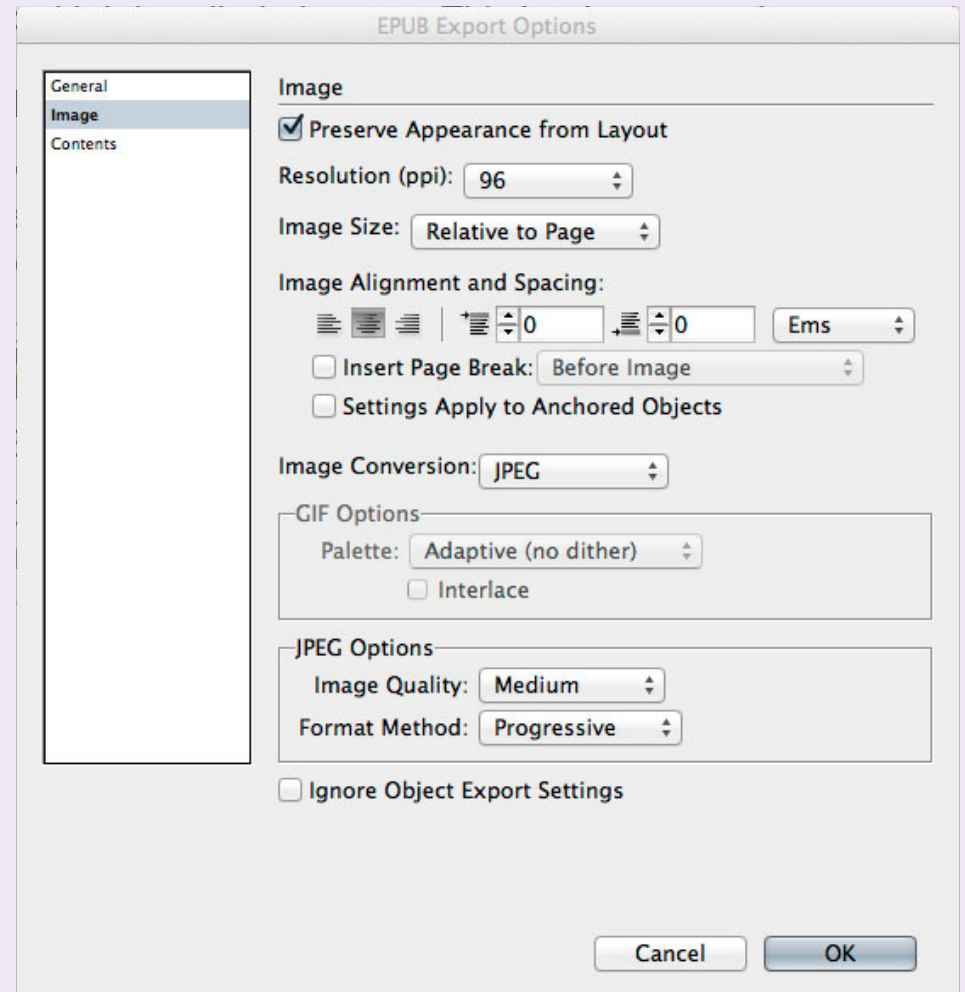 EPUB Export Options
General
Image
Contents
Image
Preserve Appearance from Layout
Resolution (ppi): 96
Image Size: Relative to Page
Image Alignment and Spacing:
0 0 Ems
Insert Page Break: Before Image
Settings Apply to Anchored Objects
Image Conversion: JPEG
GIF Options
Palette: Adaptive (no dither)
Interlace
JPEG Options
Image Quality: Medium
Format Method: Progressive
Ignore Object Export Settings
Cancel OK